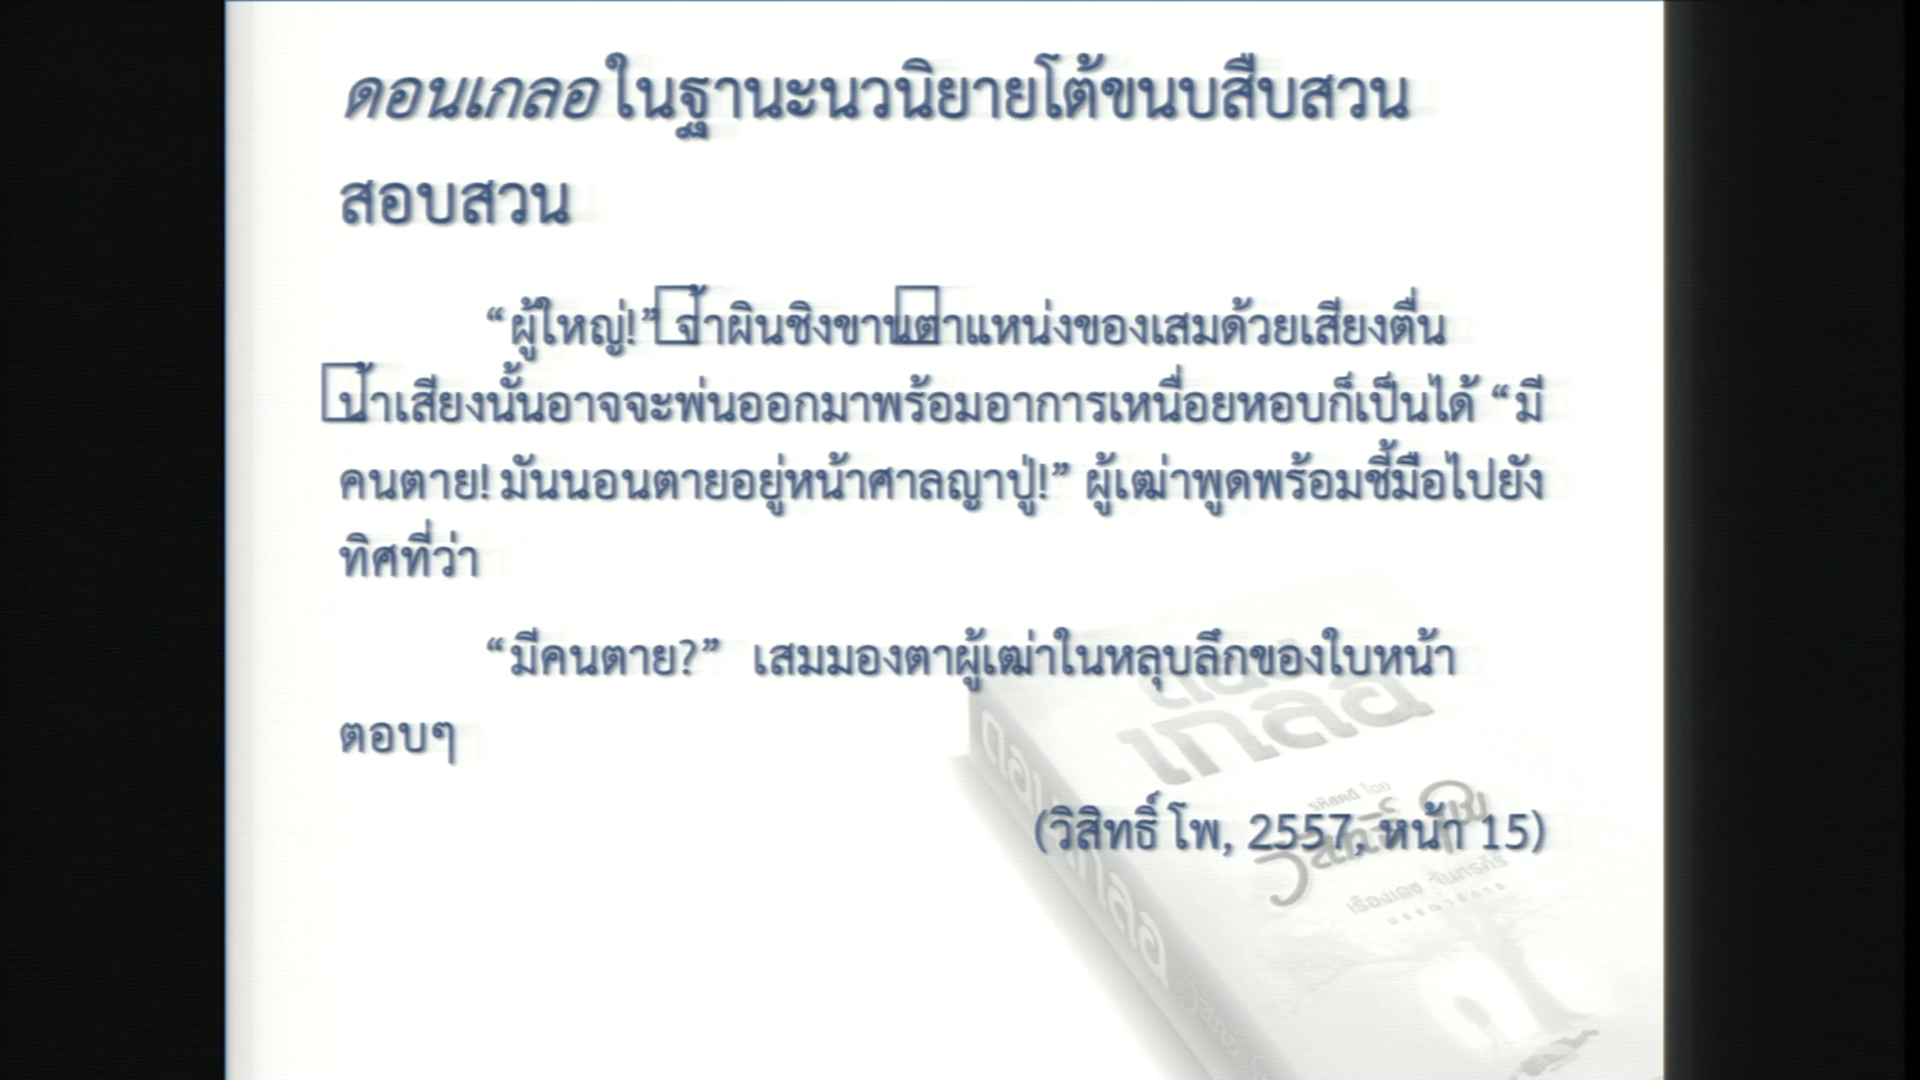 ดอนเกลือ ในฐานะนวนิยายโต้ขนบสืบสวน
สอบสวน
“ผู้ใหญ่!” จ้ำผินชิงขานตำแหน่งของเสมด้วยเสียงตื่น
น้ำเสียงนั้นอาจจะพ่นออกมาพร้อมอาการเหนื่อยหอบก็เป็นได้ “มี
คนตาย! มันนอนตายอยู่หน้าศาลญาปู่!” ผู้เฒ่าพูดพร้อมชี้มือไปยัง
ทิศที่ว่า
“มีคนตาย?” เสมมองตาผู้เฒ่าในหลุบลึกของใบหน้า
ตอบๆ
(วิสิทธิ์ โพ, 2557, หน้า 15)
เกลอ
รหัสคดี โดย